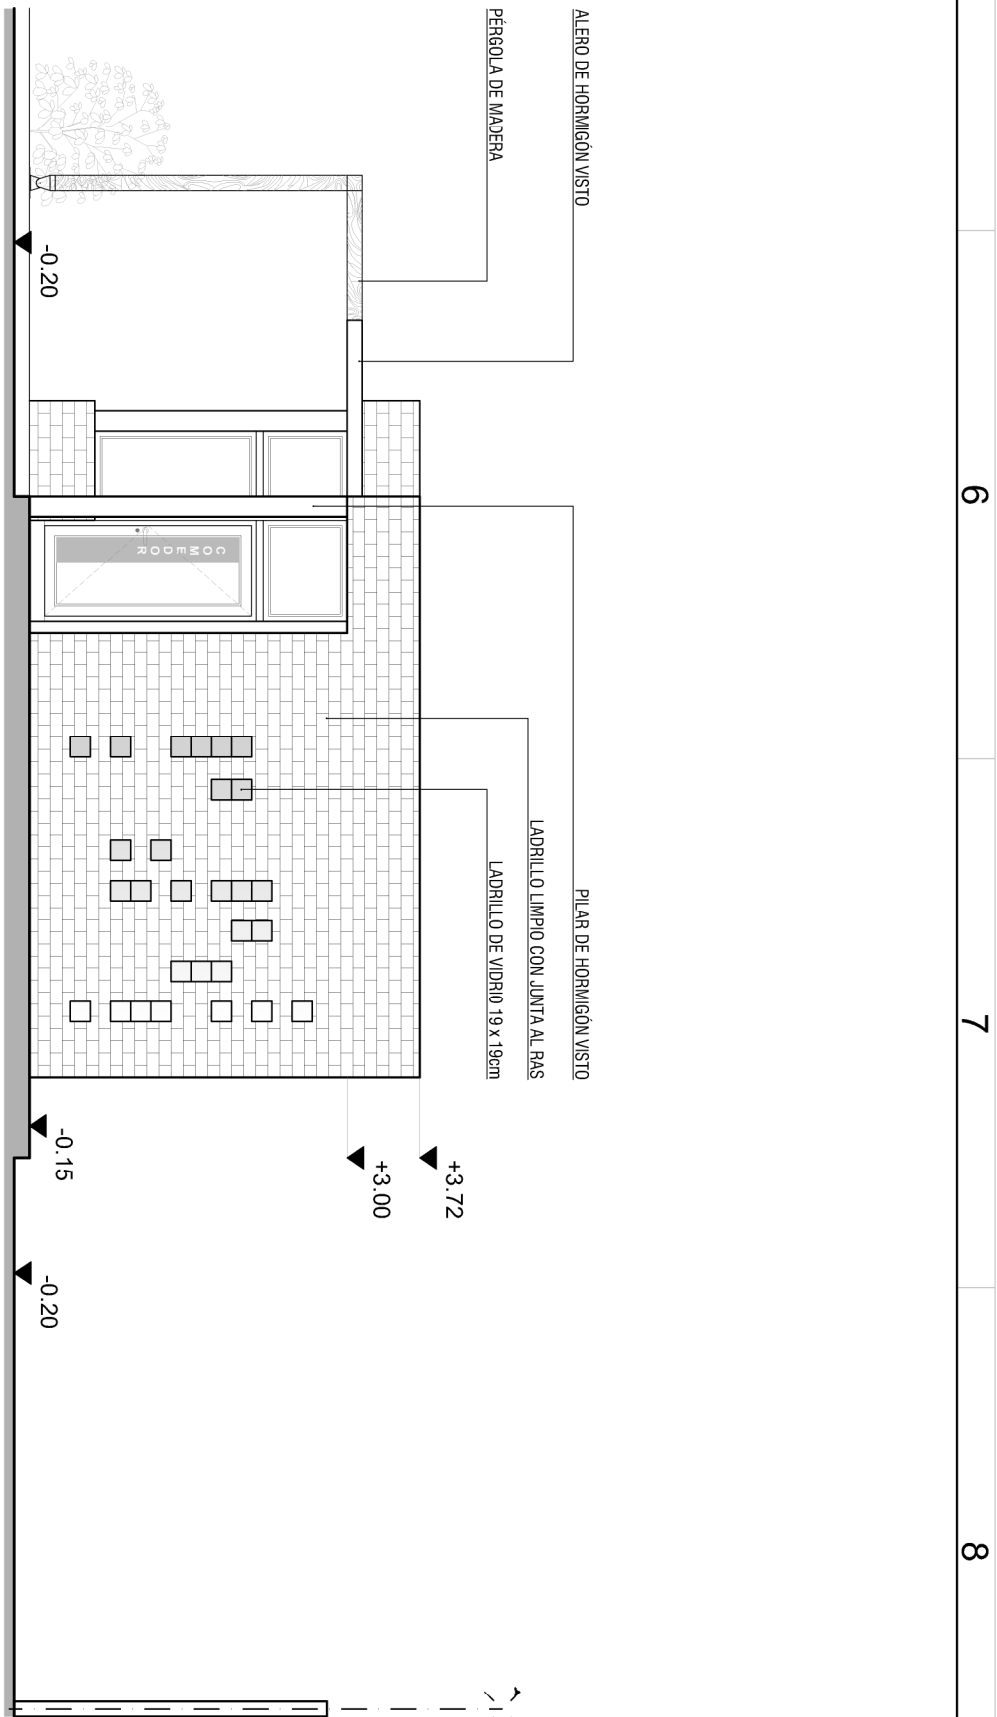 6
7
8
ALERO DE HORMIGÓN VISTO
PÉRGOLA DE MADERA
PILAR DE HORMIGÓN VISTO
LADRILLO LIMPIO CON JUNTA AL RAS
LADRILLO DE VIDRIO 19 x 19cm
+3.72
+3.00
COMEDOR
-0.20
-0.15
-0.20